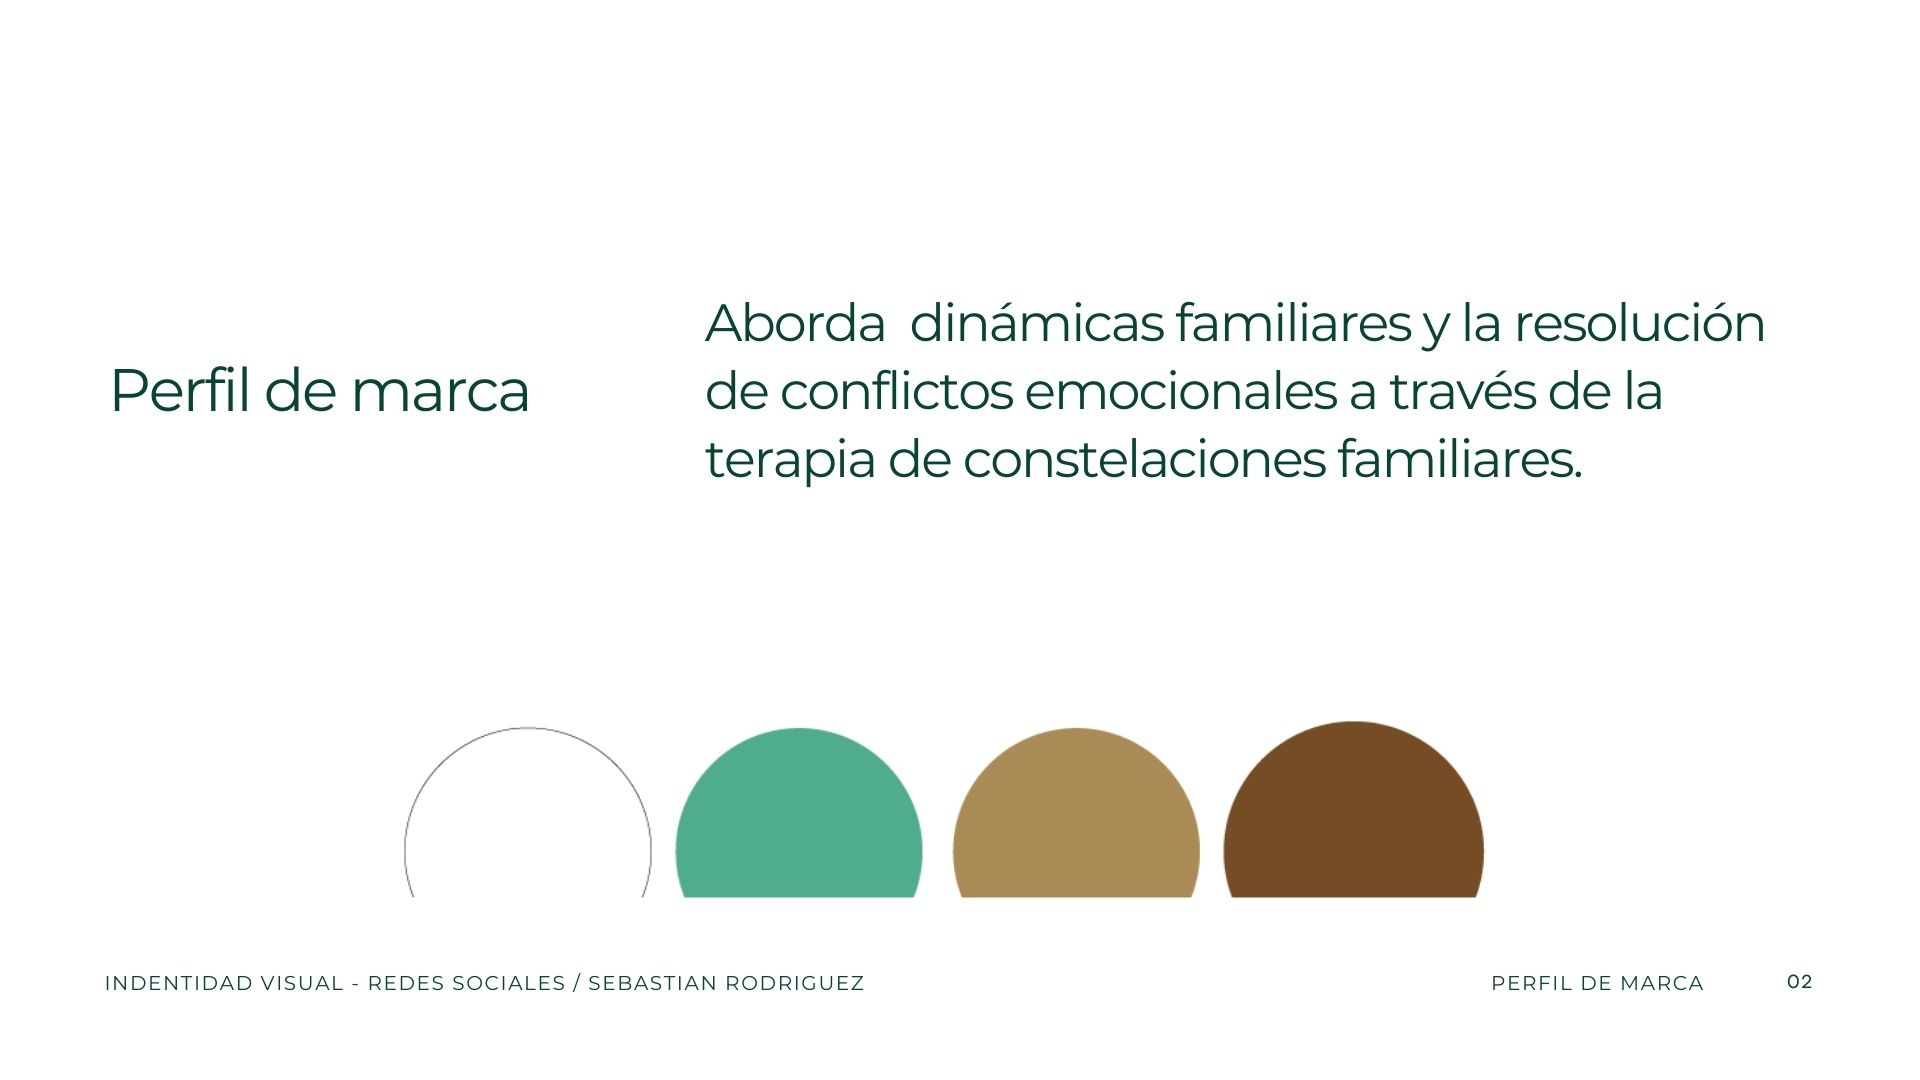 Perfil de marca
Aborda  dinámicas familiares y la resolución
de conflictos emocionales a través de la
terapia de constelaciones familiares.
INDENTIDAD VISUAL - REDES SOCIALES / SEBASTIAN RODRIGUEZ
PERFIL DE MARCA
02